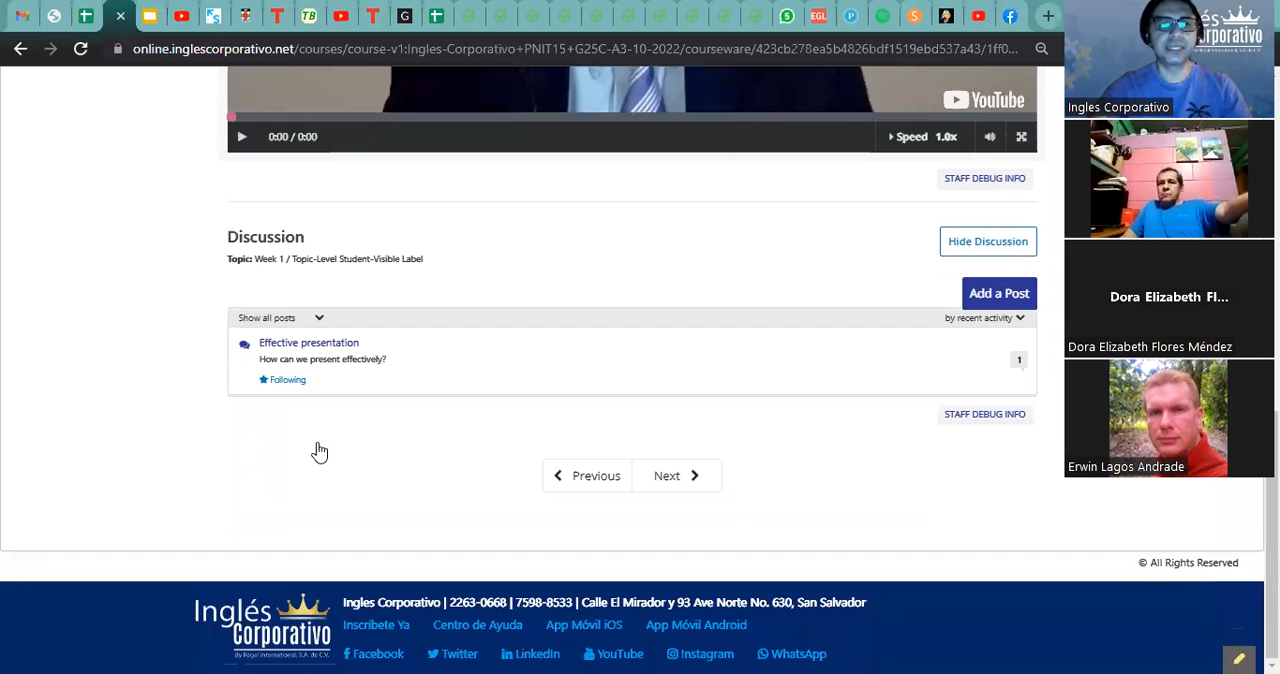 online.inglescorporativo.net/courses/course-v1:Ingles-Corporativo+PNIT15+G25C-A3-10-2022/courseware/423cb278ea5b4826bdf1519ebd537a43/1ff0...
YouTube
0:00 / 0:00
Speed 1.0x
STAFF DEBUG INFO
Discussion
Hide Discussion
Topic: Week 1 / Topic-Level Student-Visible Label
Add a Post
Show all posts
by recent activity
Effective presentation
How can we present effectively?
1
Following
STAFF DEBUG INFO
Previous
Next
© All Rights Reserved
Inglés
Corporativo
Ingles Corporativo | 2263-0668 | 7598-8533 | Calle El Mirador y 93 Ave Norte No. 630, San Salvador
Inscríbete Ya Centro de Ayuda App Móvil iOS App Móvil Android
Facebook Twitter LinkedIn YouTube Instagram WhatsApp
Ingles Corporativo
Dora Elizabeth Fl...
Dora Elizabeth Flores Méndez
Erwin Lagos Andrade